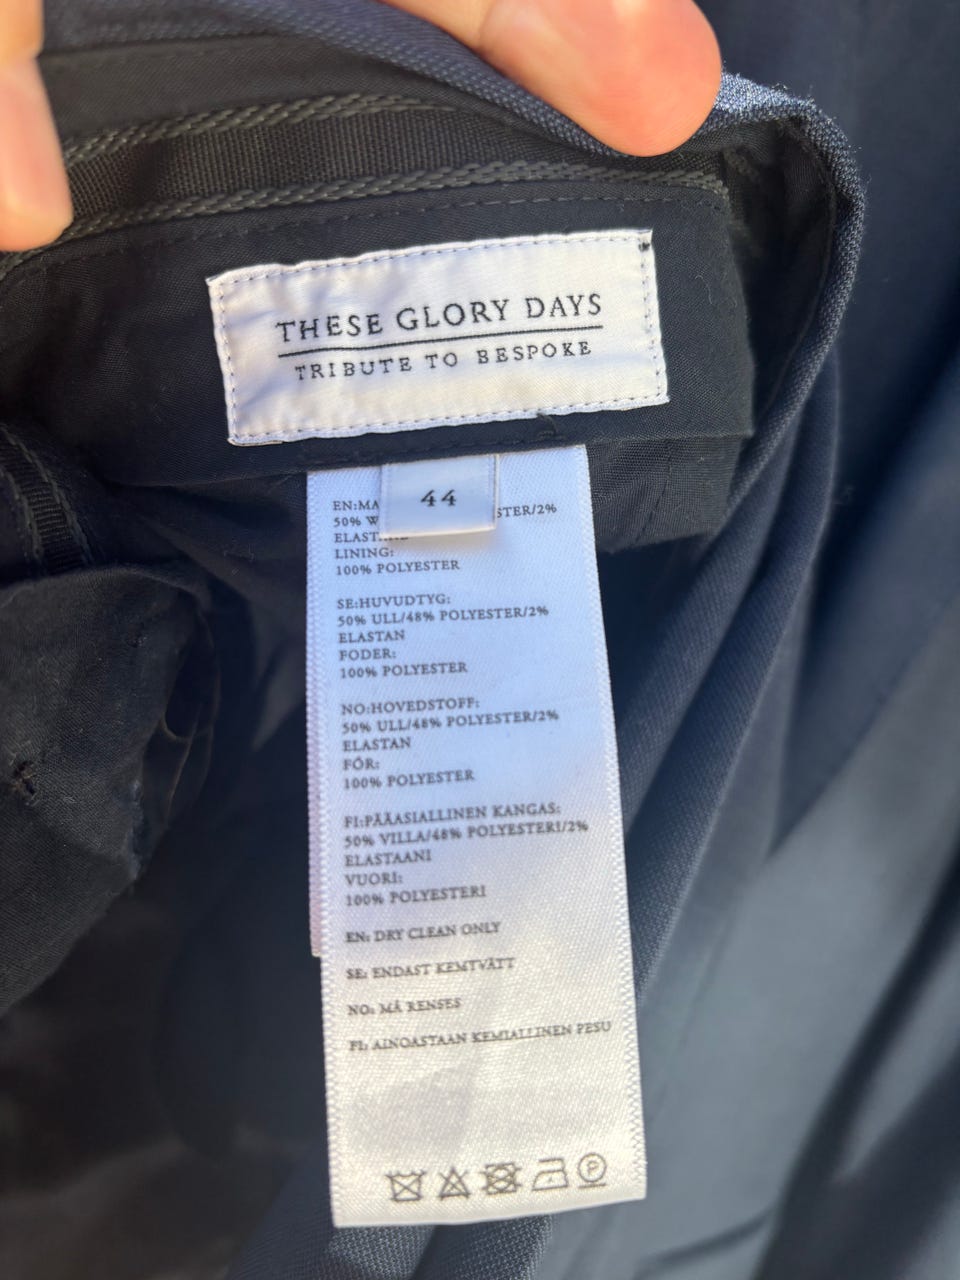 THESE GLORY DAYS
TRIBUTE TO BESPOKE
44
EN:MA
50% W STER/2%
ELAST
LINING:
100% POLYESTER
SE:HUVUDTYG:
50% ULL/48% POLYESTER/2%
ELASTAN
FODER:
100% POLYESTER
NO:HOVEDSTOFF:
50% ULL/48% POLYESTER/2%
ELASTAN
FÓR:
100% POLYESTER
FI:PÄÄASIALLINEN KANGAS:
50% VILLA/48% POLYESTERI/2%
ELASTAANI
VUORI:
100% POLYESTERI
EN: DRY CLEAN ONLY
SE: ENDAST KEMTVÄTT
NO: MÅ RENSES
FI: AINOASTAAN KEMIALLINEN PESU
P